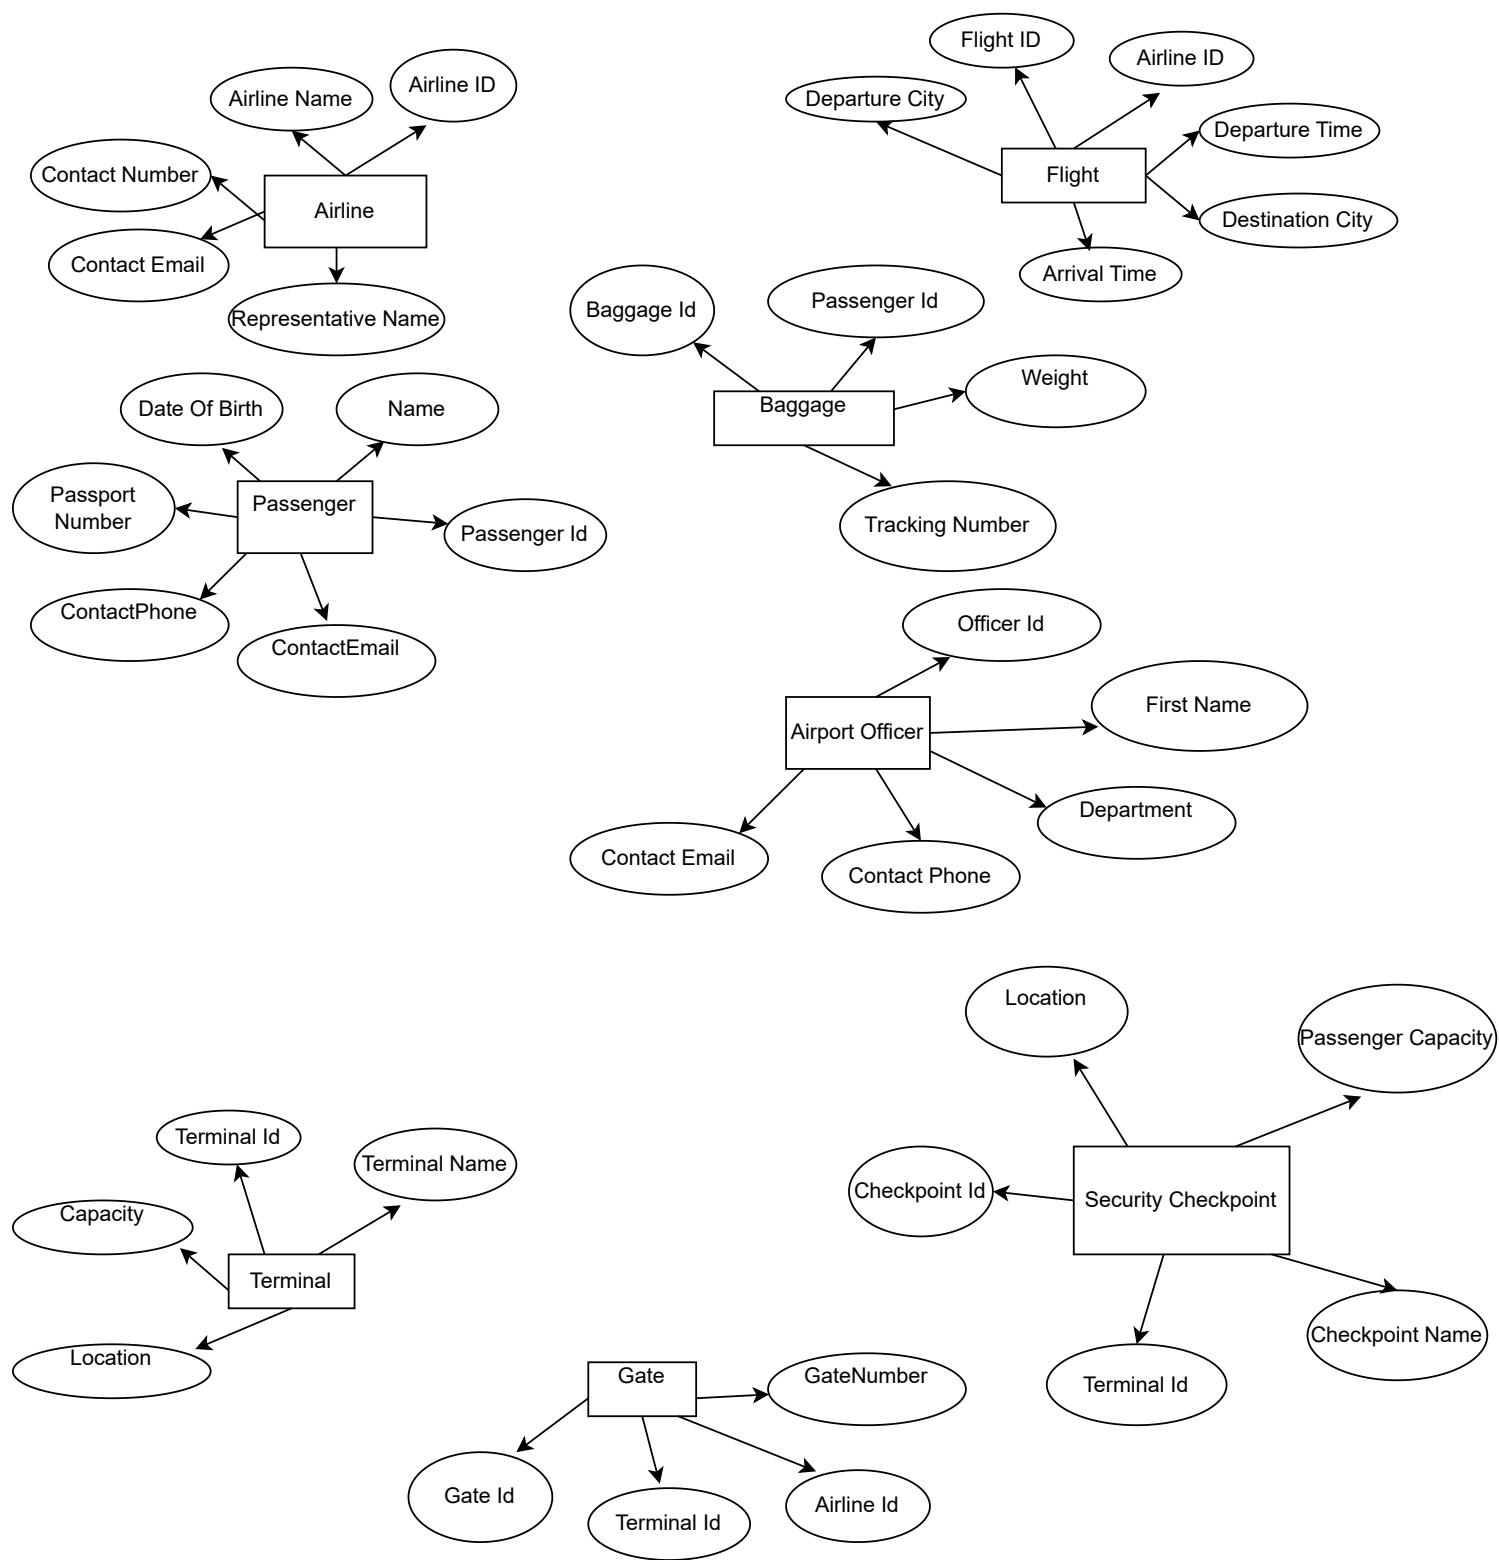 Flight ID
Airline ID
Departure City
Departure Time
Flight
Destination City
Arrival Time
Airline Name
Airline ID
Contact Number
Airline
Contact Email
Representative Name
Baggage Id
Passenger Id
Weight
Baggage
Tracking Number
Date Of Birth
Name
Passport
Number
Passenger
Passenger Id
ContactPhone
ContactEmail
Officer Id
First Name
Airport Officer
Department
Contact Email
Contact Phone
Location
Passenger Capacity
Checkpoint Id
Security Checkpoint
Checkpoint Name
Terminal Id
Terminal Id
Terminal Name
Capacity
Terminal
Location
Gate
GateNumber
Gate Id
Terminal Id
Airline Id